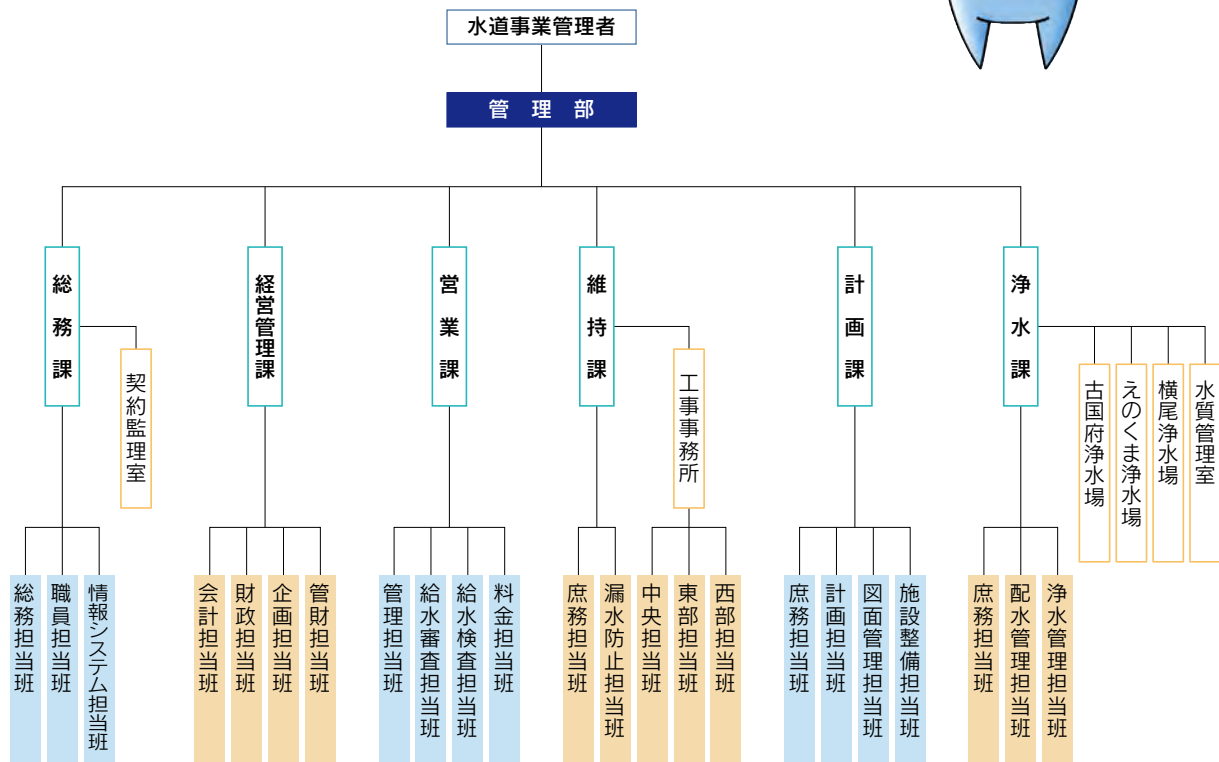 水道事業管理者
管理部
総務課
経営管理課
営業課
維持課
計画課
浄水課
契約監理室
工事事務所
古国府浄水場
えのくま浄水場
横尾浄水場
水質管理室
総務担当班
職員担当班
情報システム担当班
会計担当班
財政担当班
企画担当班
管財担当班
管理担当班
給水審査担当班
給水検査担当班
料金担当班
庶務担当班
漏水防止担当班
中央担当班
東部担当班
西部担当班
庶務担当班
計画担当班
図面管理担当班
施設整備担当班
庶務担当班
配水管理担当班
浄水管理担当班